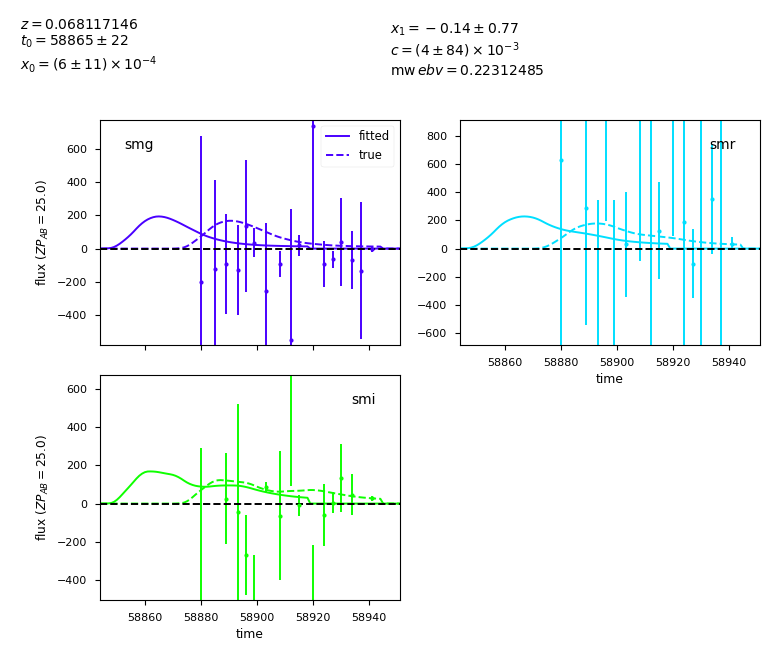 z = 0.068117146
t₀ = 58865 ± 22
x₀ = (6 ± 11) × 10⁻⁴
x₁ = −0.14 ± 0.77
c = (4 ± 84) × 10⁻³
mw ebv = 0.22312485
smg
fitted
true
600
400
200
0
−200
−400
flux (ZP_AB = 25.0)
smr
800
600
400
200
0
−200
−400
−600
58860 58880 58900 58920 58940
time
smi
600
400
200
0
−200
−400
flux (ZP_AB = 25.0)
58860 58880 58900 58920 58940
time